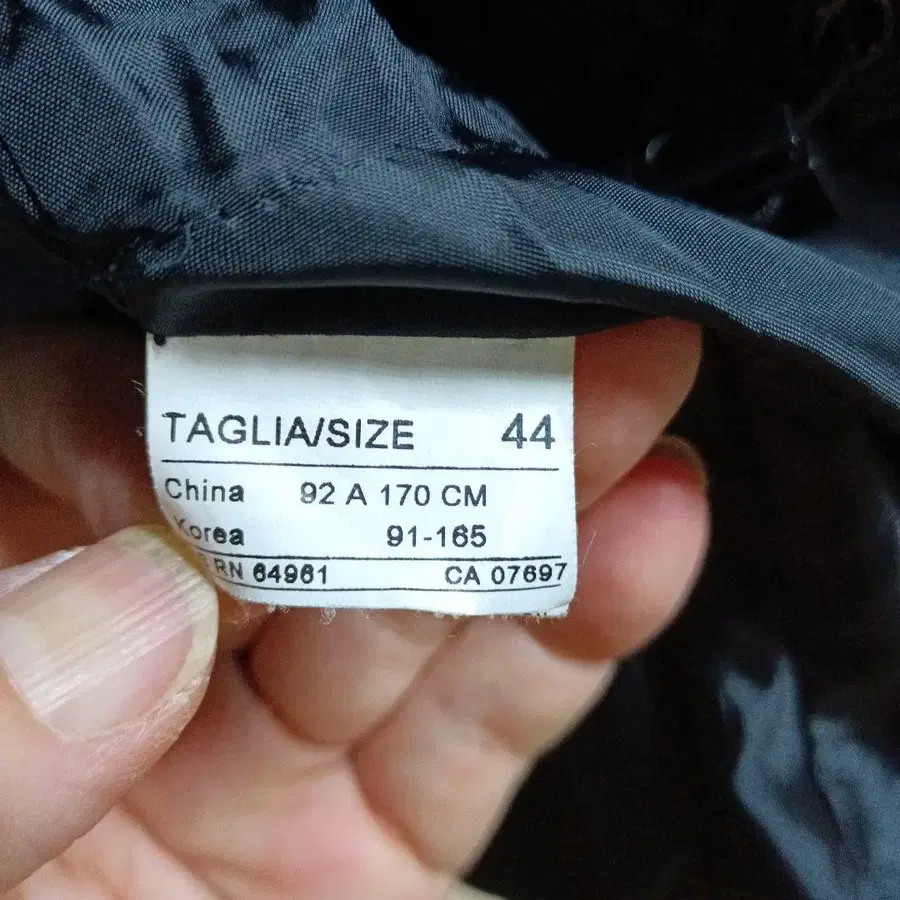 TAGLIA/SIZE 44
China 92 A 170 CM
Korea 91-165
RN 64961 CA 07697